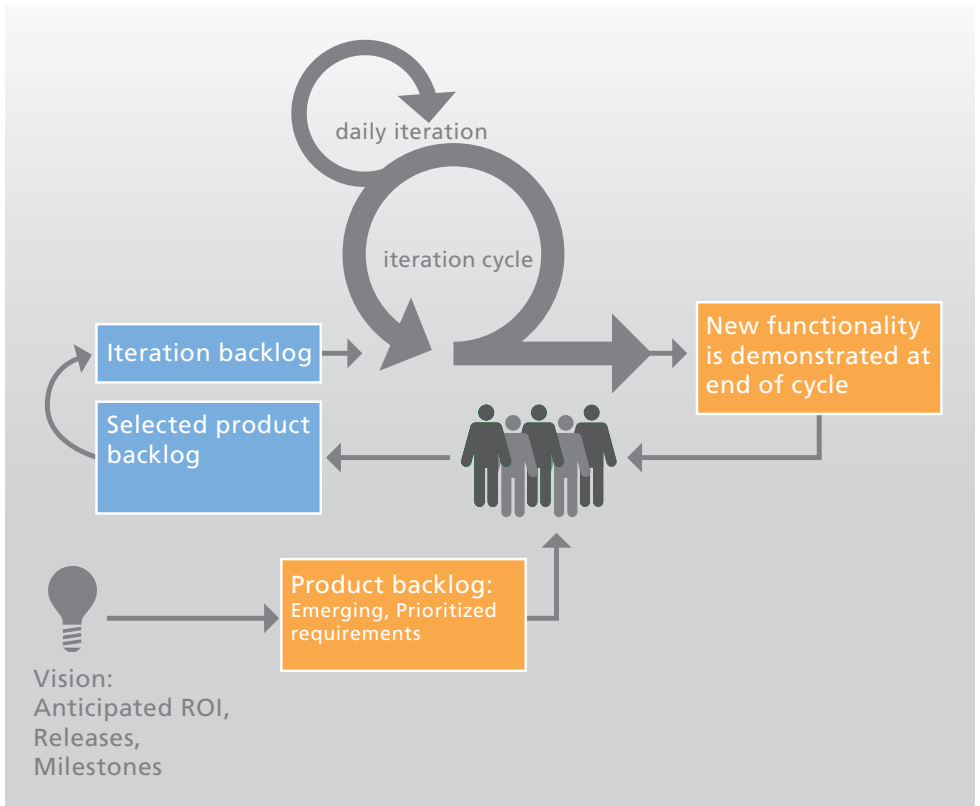 daily iteration
iteration cycle
Iteration backlog
New functionality
is demonstrated at
end of cycle
Selected product
backlog
Product backlog:
Emerging, Prioritized
requirements
Vision:
Anticipated ROI,
Releases,
Milestones